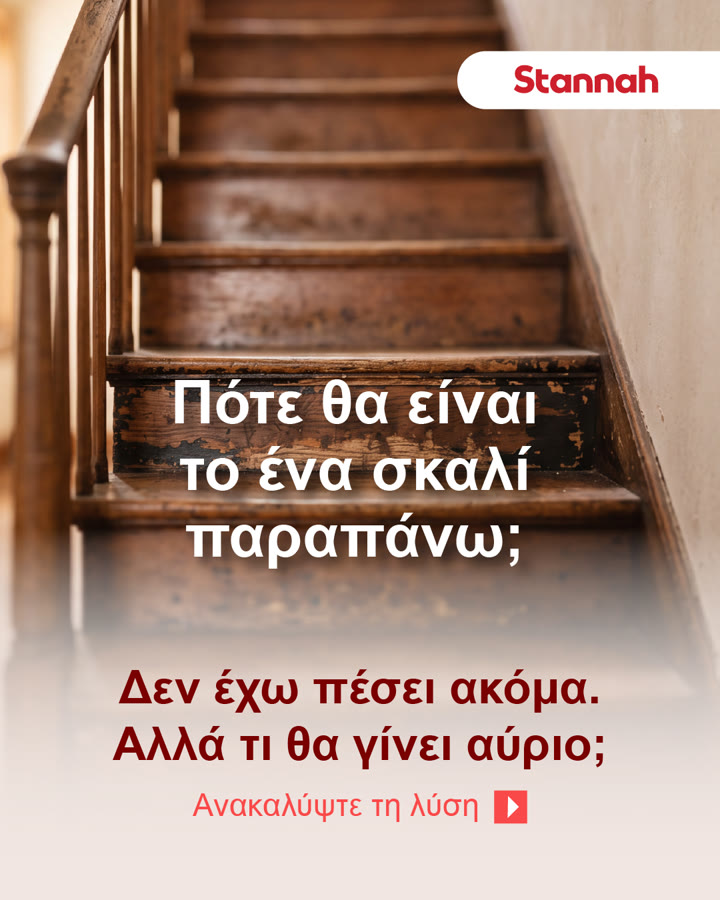 Stannah
Πότε θα είναι
το ένα σκαλί
παραπάνω;
Δεν έχω πέσει ακόμα.
Αλλά τι θα γίνει αύριο;
Ανακαλύψτε τη λύση